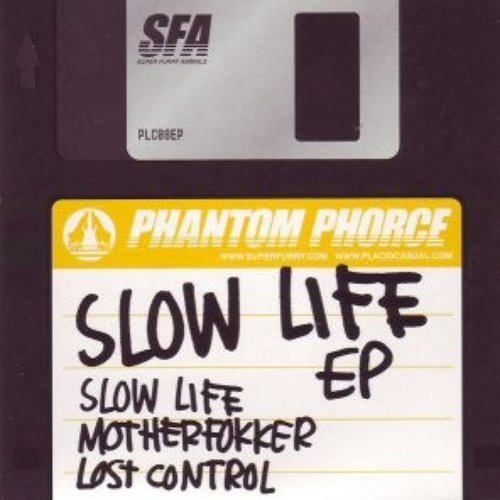 SFA
SUPER FURRY ANIMALS
PLC08EP
PHANTOM PHORCE
WWW.SUPERFURRY.COM WWW.PLACIDCASUAL.COM
SLOW LIFE
EP
SLOW LIFE
MOTHERFOKKER
LOST CONTROL